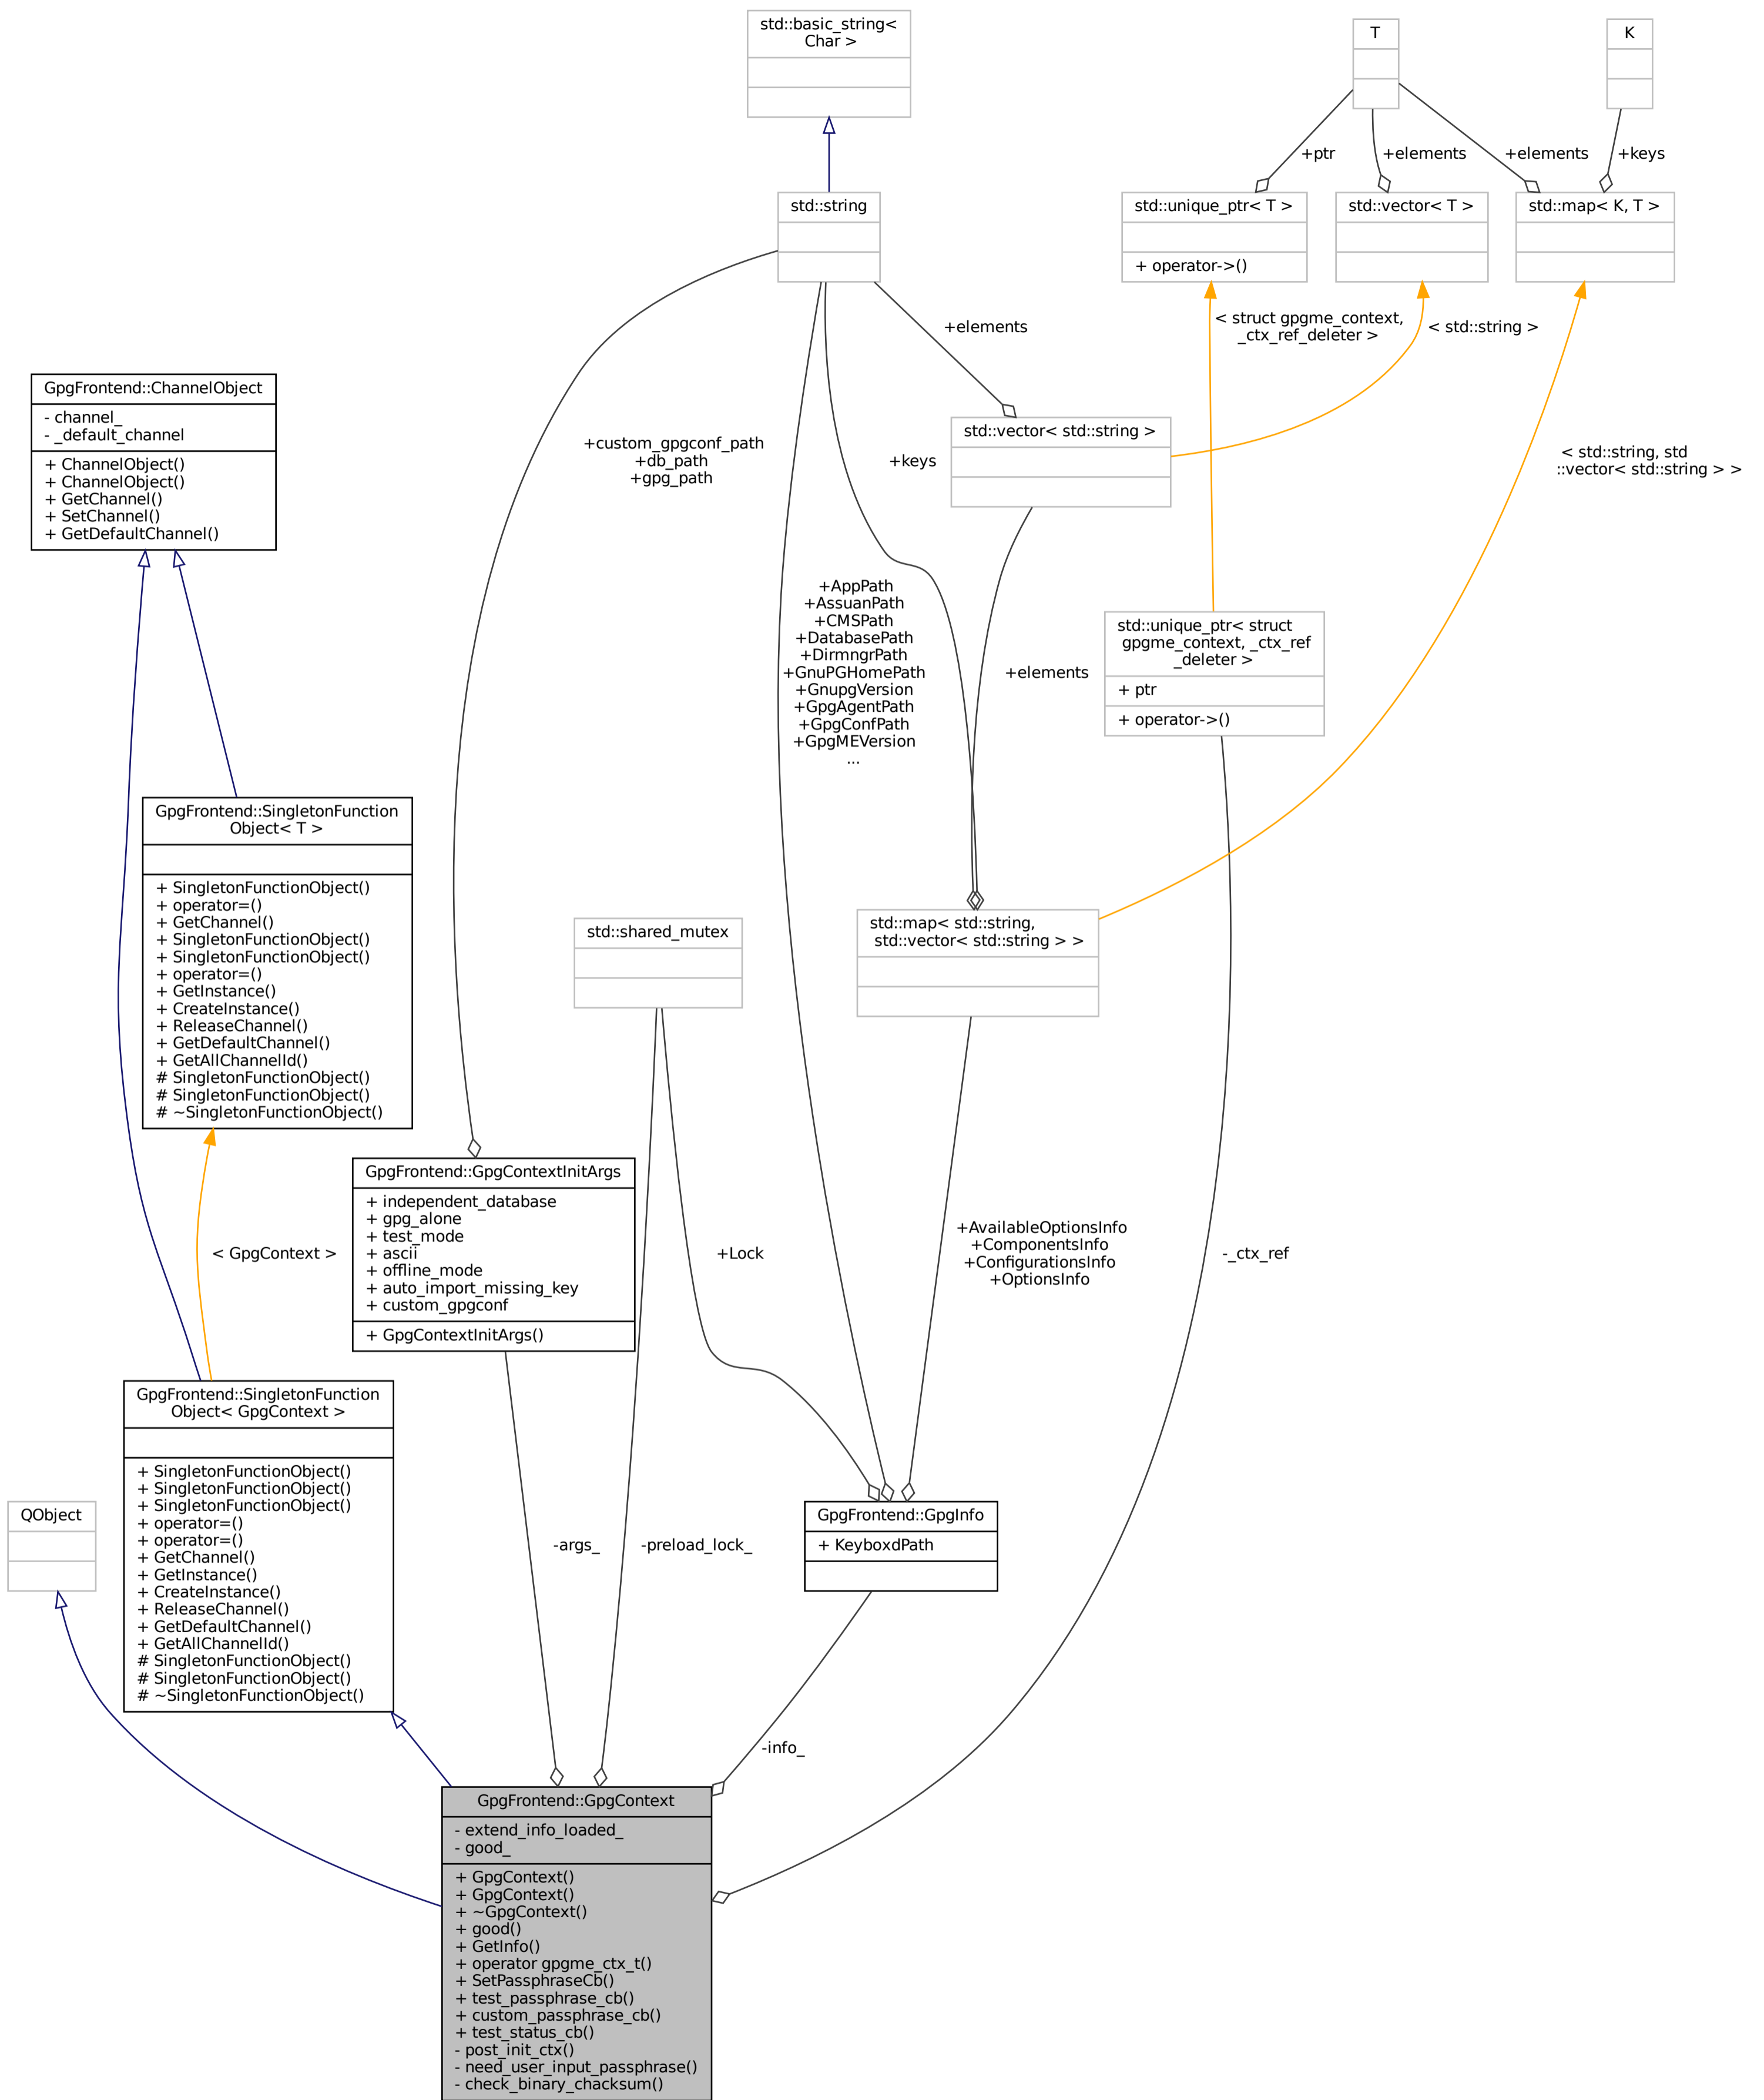 std::basic_string<
Char >
T
K
+ptr
+elements
+elements
+keys
std::string
std::unique_ptr< T >
+ operator->()
std::vector< T >
std::map< K, T >
+elements
< struct gpgme_context,
_ctx_ref_deleter >
< std::string >
GpgFrontend::ChannelObject
- channel_
- _default_channel
+ ChannelObject()
+ ChannelObject()
+ GetChannel()
+ SetChannel()
+ GetDefaultChannel()
+custom_gpgconf_path
+db_path
+gpg_path
+keys
std::vector< std::string >
< std::string, std
::vector< std::string > >
+AppPath
+AssuanPath
+CMSPath
+DatabasePath
+DirmngrPath
+GnuPGHomePath
+GnupgVersion
+GpgAgentPath
+GpgConfPath
+GpgMEVersion
...
+elements
std::unique_ptr< struct
gpgme_context, _ctx_ref
_deleter >
+ ptr
+ operator->()
GpgFrontend::SingletonFunction
Object< T >
+ SingletonFunctionObject()
+ operator=()
+ GetChannel()
+ SingletonFunctionObject()
+ SingletonFunctionObject()
+ operator=()
+ GetInstance()
+ CreateInstance()
+ ReleaseChannel()
+ GetDefaultChannel()
+ GetAllChannelId()
# SingletonFunctionObject()
# SingletonFunctionObject()
# ~SingletonFunctionObject()
std::shared_mutex
std::map< std::string,
std::vector< std::string > >
< GpgContext >
GpgFrontend::GpgContextInitArgs
+ independent_database
+ gpg_alone
+ test_mode
+ ascii
+ offline_mode
+ auto_import_missing_key
+ custom_gpgconf
+ GpgContextInitArgs()
+Lock
+AvailableOptionsInfo
+ComponentsInfo
+ConfigurationsInfo
+OptionsInfo
-_ctx_ref
QObject
GpgFrontend::SingletonFunction
Object< GpgContext >
+ SingletonFunctionObject()
+ SingletonFunctionObject()
+ SingletonFunctionObject()
+ operator=()
+ operator=()
+ GetChannel()
+ GetInstance()
+ CreateInstance()
+ ReleaseChannel()
+ GetDefaultChannel()
+ GetAllChannelId()
# SingletonFunctionObject()
# SingletonFunctionObject()
# ~SingletonFunctionObject()
-args_
-preload_lock_
GpgFrontend::GpgInfo
+ KeyboxdPath
-info_
GpgFrontend::GpgContext
- extend_info_loaded_
- good_
+ GpgContext()
+ GpgContext()
+ ~GpgContext()
+ good()
+ GetInfo()
+ operator gpgme_ctx_t()
+ SetPassphraseCb()
+ test_passphrase_cb()
+ custom_passphrase_cb()
+ test_status_cb()
- post_init_ctx()
- need_user_input_passphrase()
- check_binary_chacksum()